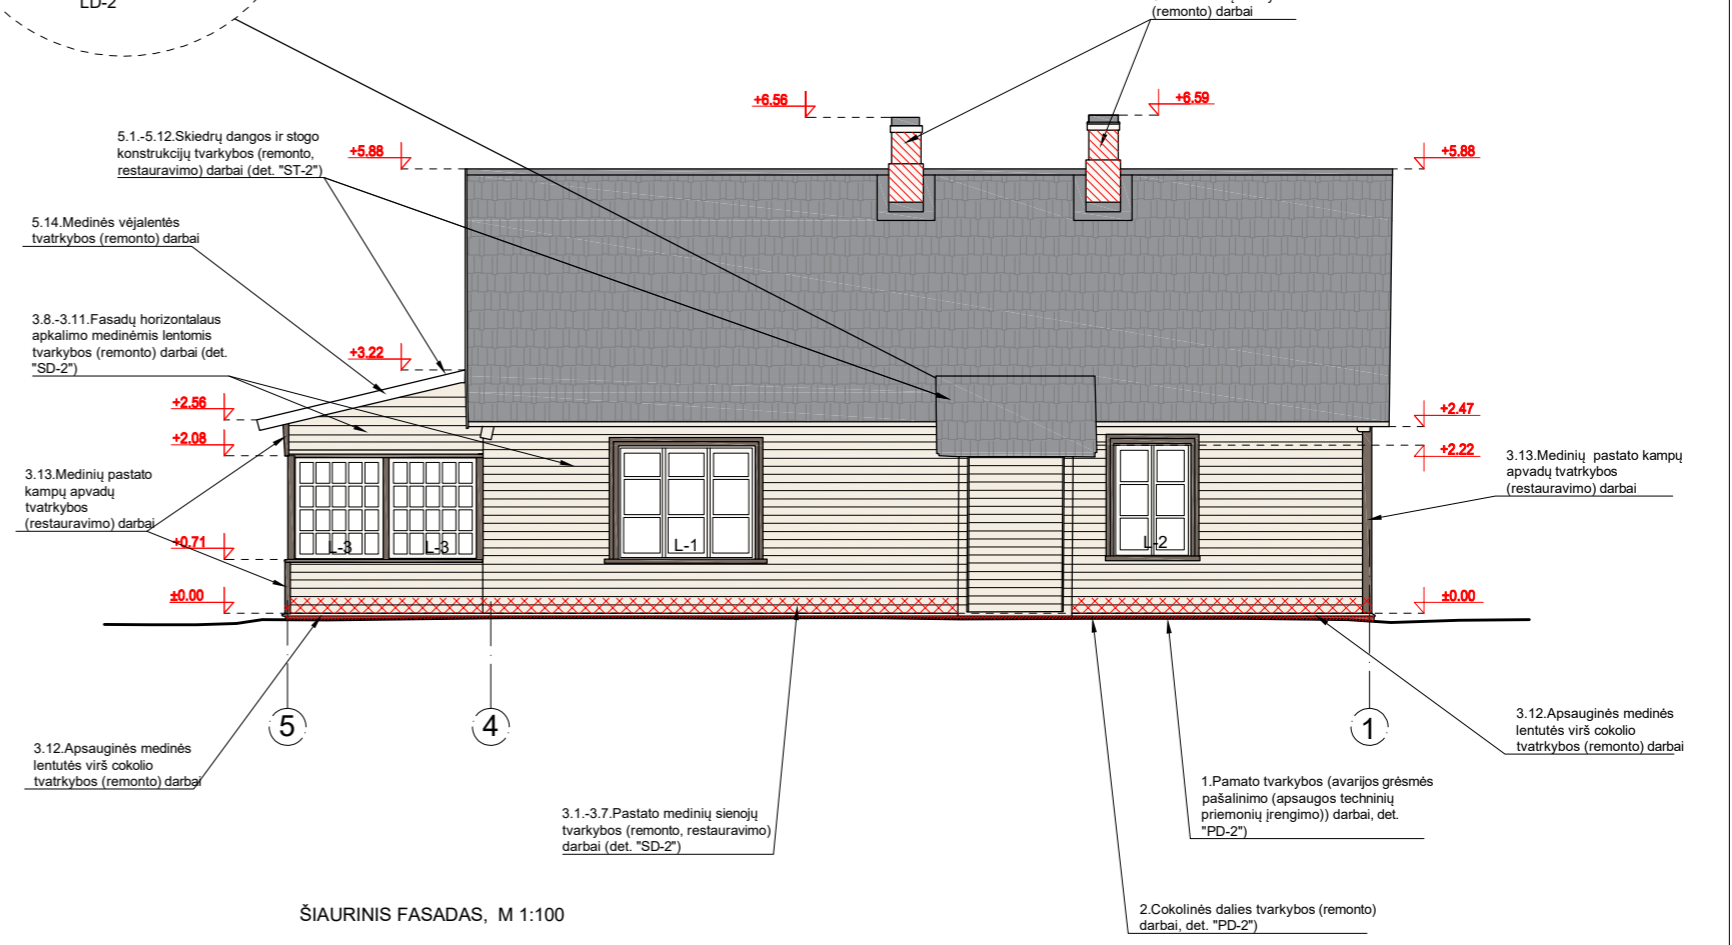 LD-2
(remonto) darbai
+6.56
+6.59
5.1.-5.12.Skiedrų dangos ir stogo
konstrukcijų tvarkybos (remonto,
restauravimo) darbai (det. "ST-2")
+5.88
+5.88
5.14.Medinės vėjalentės
tvatrkybos (remonto) darbai
3.8.-3.11.Fasadų horizontalaus
apkalimo medinėmis lentomis
tvarkybos (remonto) darbai (det.
"SD-2")
+3.22
+2.56
+2.08
+2.47
+2.22
3.13.Medinių pastato
kampų apvadų
tvatrkybos
(restauravimo) darbai
3.13.Medinių pastato kampų
apvadų tvatrkybos
(restauravimo) darbai
+0.71
L-3
L-3
L-1
L-2
±0.00
±0.00
5
4
1
3.12.Apsauginės medinės
lentutės virš cokolio
tvatrkybos (remonto) darbai
3.12.Apsauginės medinės
lentutės virš cokolio
tvatrkybos (remonto) darbai
3.1.-3.7.Pastato medinių sienojų
tvarkybos (remonto, restauravimo)
darbai (det. "SD-2")
1.Pamato tvarkybos (avarijos grėsmės
pašalinimo (apsaugos techninių
priemonių įrengimo)) darbai, det.
"PD-2")
2.Cokolinės dalies tvarkybos (remonto)
darbai, det. "PD-2")
ŠIAURINIS FASADAS, M 1:100